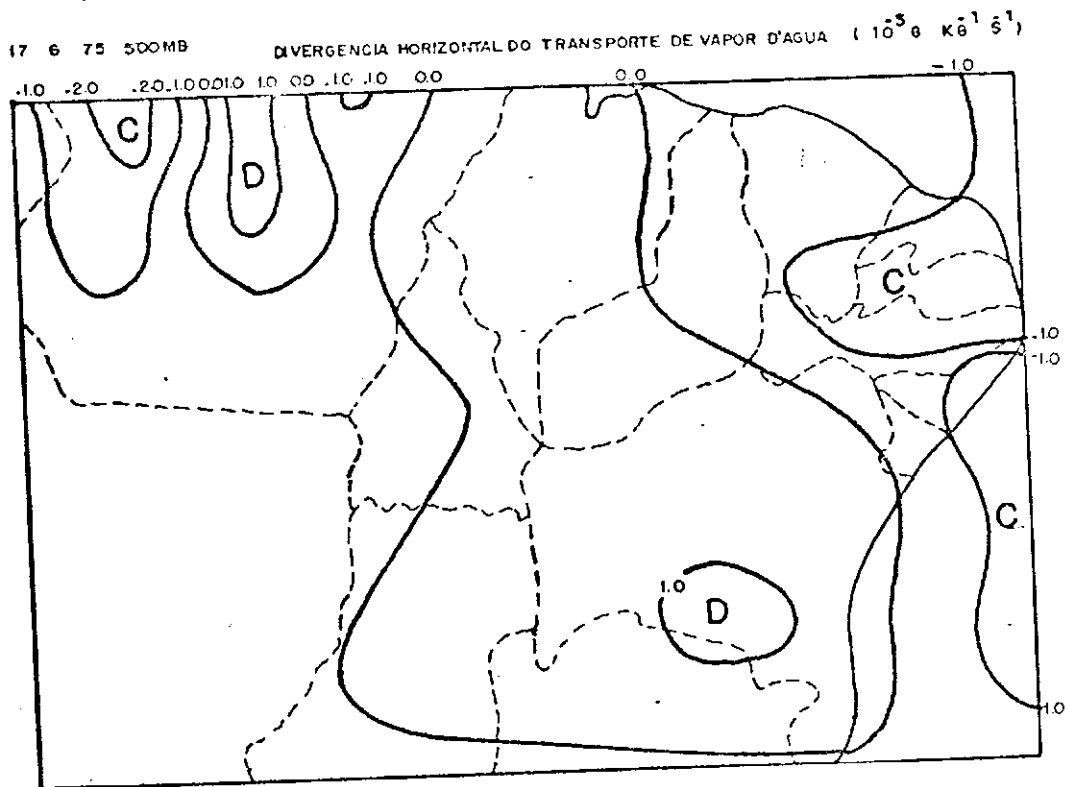 17 6 75 500MB DIVERGENCIA HORIZONTAL DO TRANSPORTE DE VAPOR D'AGUA ( 10⁻⁵ G KG⁻¹ S⁻¹)
-1.0 -2.0 -2.0 -1.0 0.0 1.0 1.0 0.0 -1.0 -1.0 0.0 0.0 -1.0
C
D
C
-1.0
-1.0
C
1.0
D
-1.0